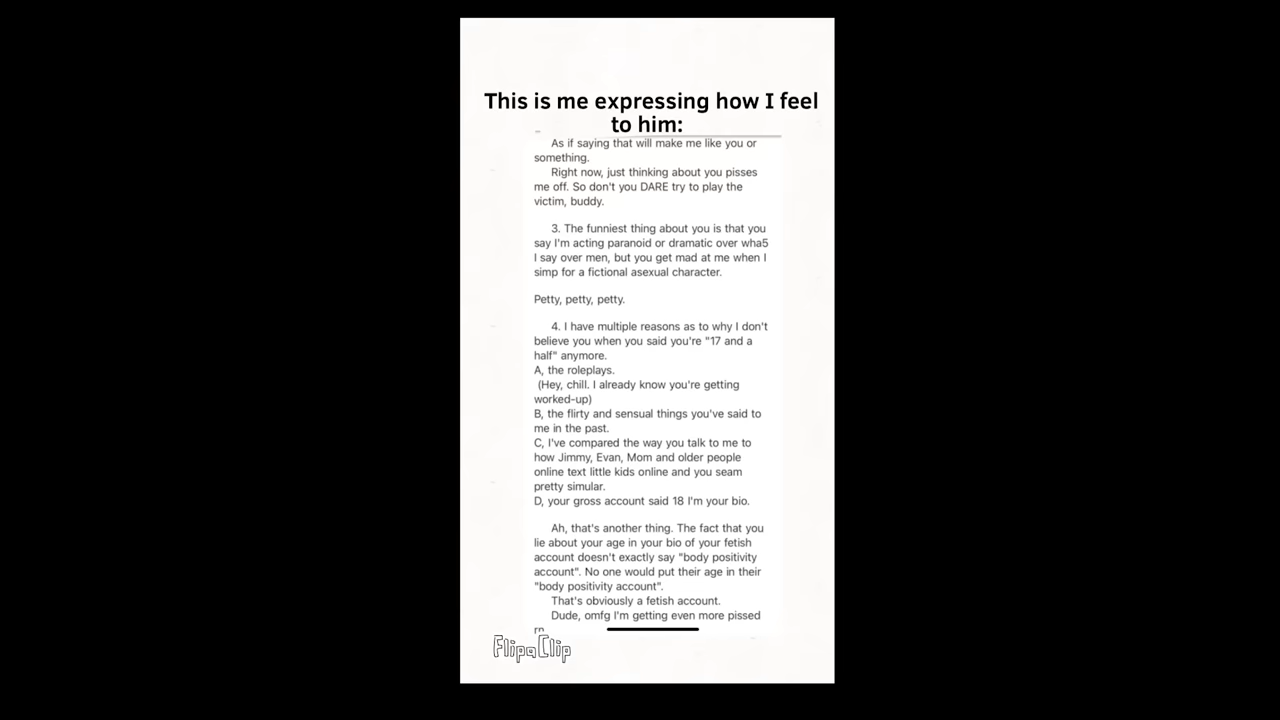 This is me expressing how I feel
to him:
As if saying that will make me like you or
something.
Right now, just thinking about you pisses
me off. So don't you DARE try to play the
victim, buddy.
3. The funniest thing about you is that you
say I'm acting paranoid or dramatic over wha5
I say over men, but you get mad at me when I
simp for a fictional asexual character.
Petty, petty, petty.
4. I have multiple reasons as to why I don't
believe you when you said you're "17 and a
half" anymore.
A, the roleplays.
(Hey, chill. I already know you're getting
worked-up)
B, the flirty and sensual things you've said to
me in the past.
C, I've compared the way you talk to me to
how Jimmy, Evan, Mom and older people
online text little kids online and you seam
pretty simular.
D, your gross account said 18 I'm your bio.
Ah, that's another thing. The fact that you
lie about your age in your bio of your fetish
account doesn't exactly say "body positivity
account". No one would put their age in their
"body positivity account".
That's obviously a fetish account.
Dude, omfg I'm getting even more pissed
FlipaClip